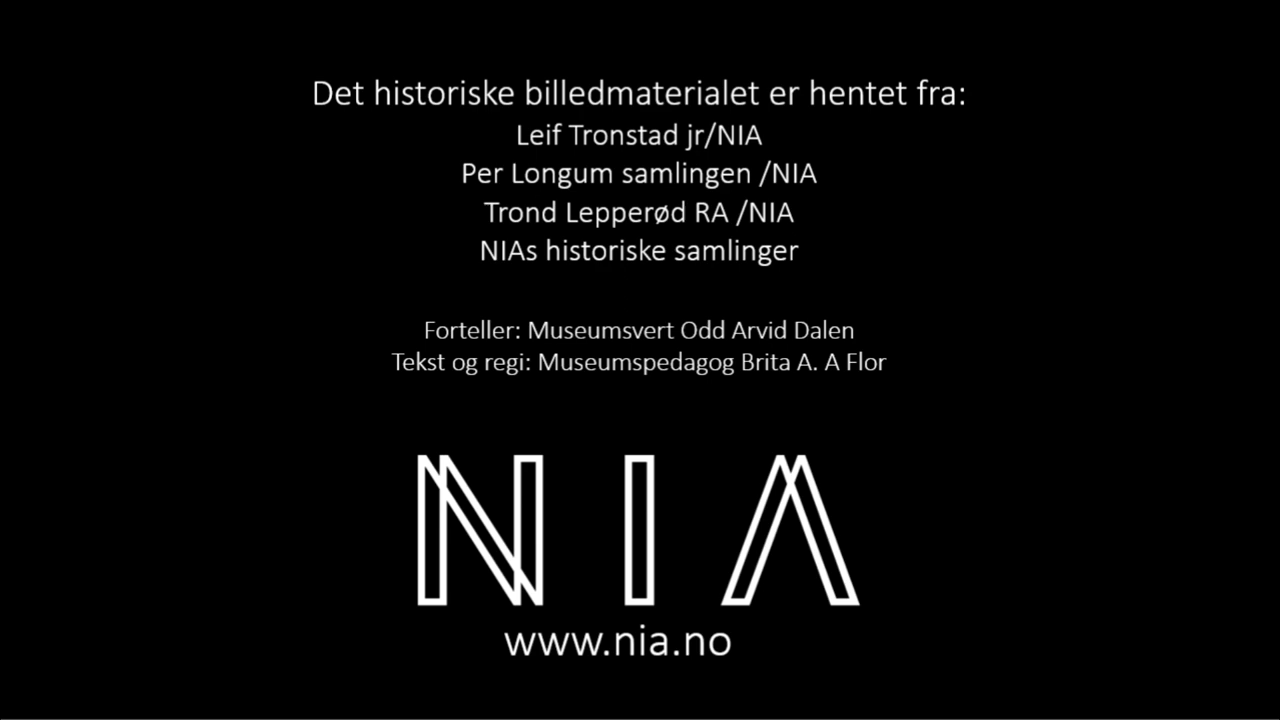 Det historiske billedmaterialet er hentet fra:
Leif Tronstad jr/NIA
Per Longum samlingen /NIA
Trond Lepperød RA /NIA
NIAs historiske samlinger
Forteller: Museumsvert Odd Arvid Dalen
Tekst og regi: Museumspedagog Brita A. A Flor
NIA
www.nia.no